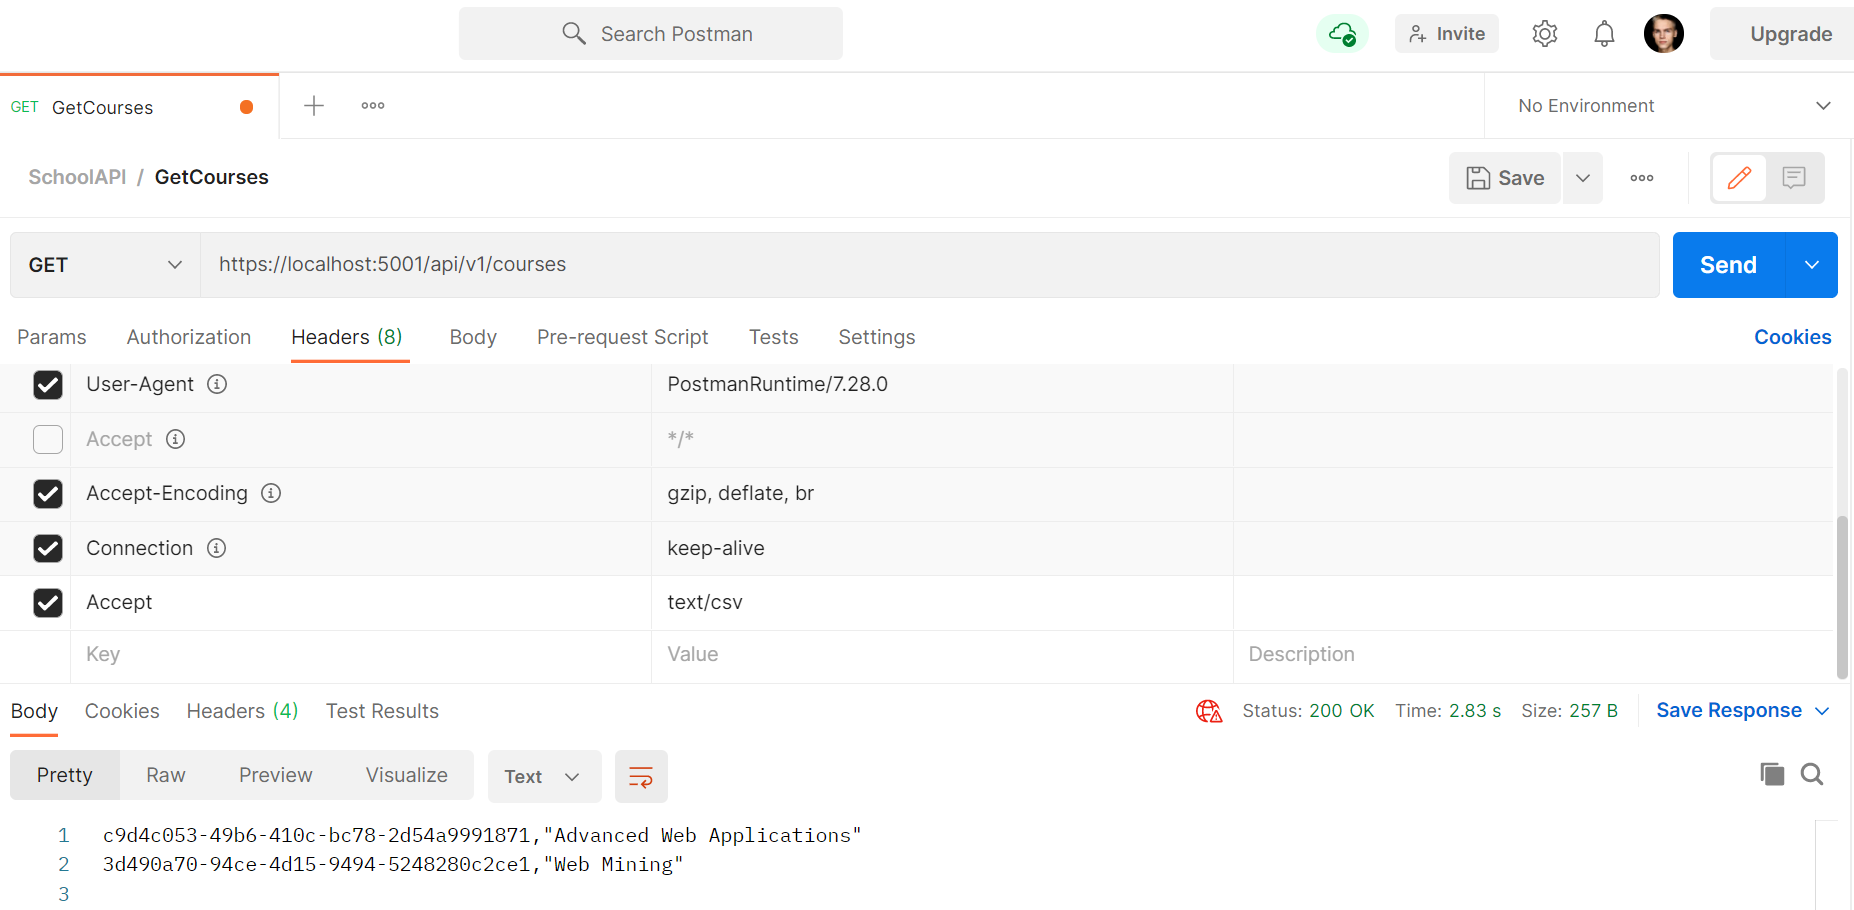 Search Postman
Invite
Upgrade
GET GetCourses
No Environment
SchoolAPI / GetCourses
Save
GET
https://localhost:5001/api/v1/courses
Send
Params Authorization Headers (8) Body Pre-request Script Tests Settings Cookies
User-Agent PostmanRuntime/7.28.0
Accept */*
Accept-Encoding gzip, deflate, br
Connection keep-alive
Accept text/csv
Key Value Description
Body Cookies Headers (4) Test Results Status: 200 OK Time: 2.83 s Size: 257 B Save Response
Pretty Raw Preview Visualize Text
1 c9d4c053-49b6-410c-bc78-2d54a9991871,"Advanced Web Applications"
2 3d490a70-94ce-4d15-9494-5248280c2ce1,"Web Mining"
3